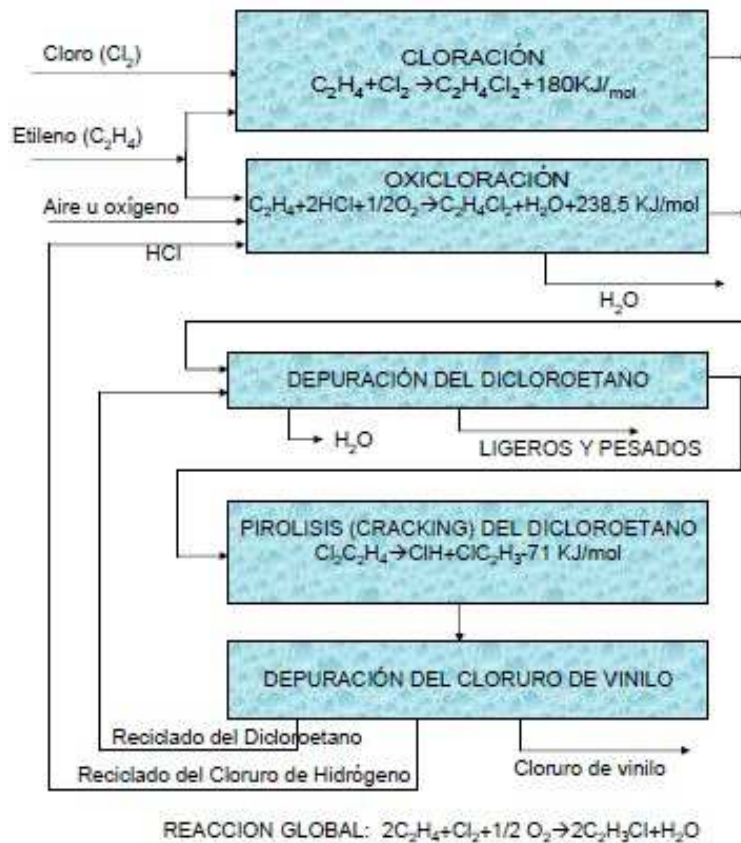 Cloro (Cl₂)
CLORACIÓN
C₂H₄+Cl₂→C₂H₄Cl₂+180KJ/mol
Etileno (C₂H₄)
OXICLORACIÓN
C₂H₄+2HCl+1/2O₂→C₂H₄Cl₂+H₂O+238,5 KJ/mol
Aire u oxígeno
HCl
H₂O
DEPURACIÓN DEL DICLOROETANO
H₂O
LIGEROS Y PESADOS
PIROLISIS (CRACKING) DEL DICLOROETANO
Cl₂C₂H₄→ClH+ClC₂H₃-71 KJ/mol
DEPURACIÓN DEL CLORURO DE VINILO
Reciclado del Dicloroetano
Reciclado del Cloruro de Hidrógeno
Cloruro de vinilo
REACCION GLOBAL: 2C₂H₄+Cl₂+1/2 O₂→2C₂H₃Cl+H₂O